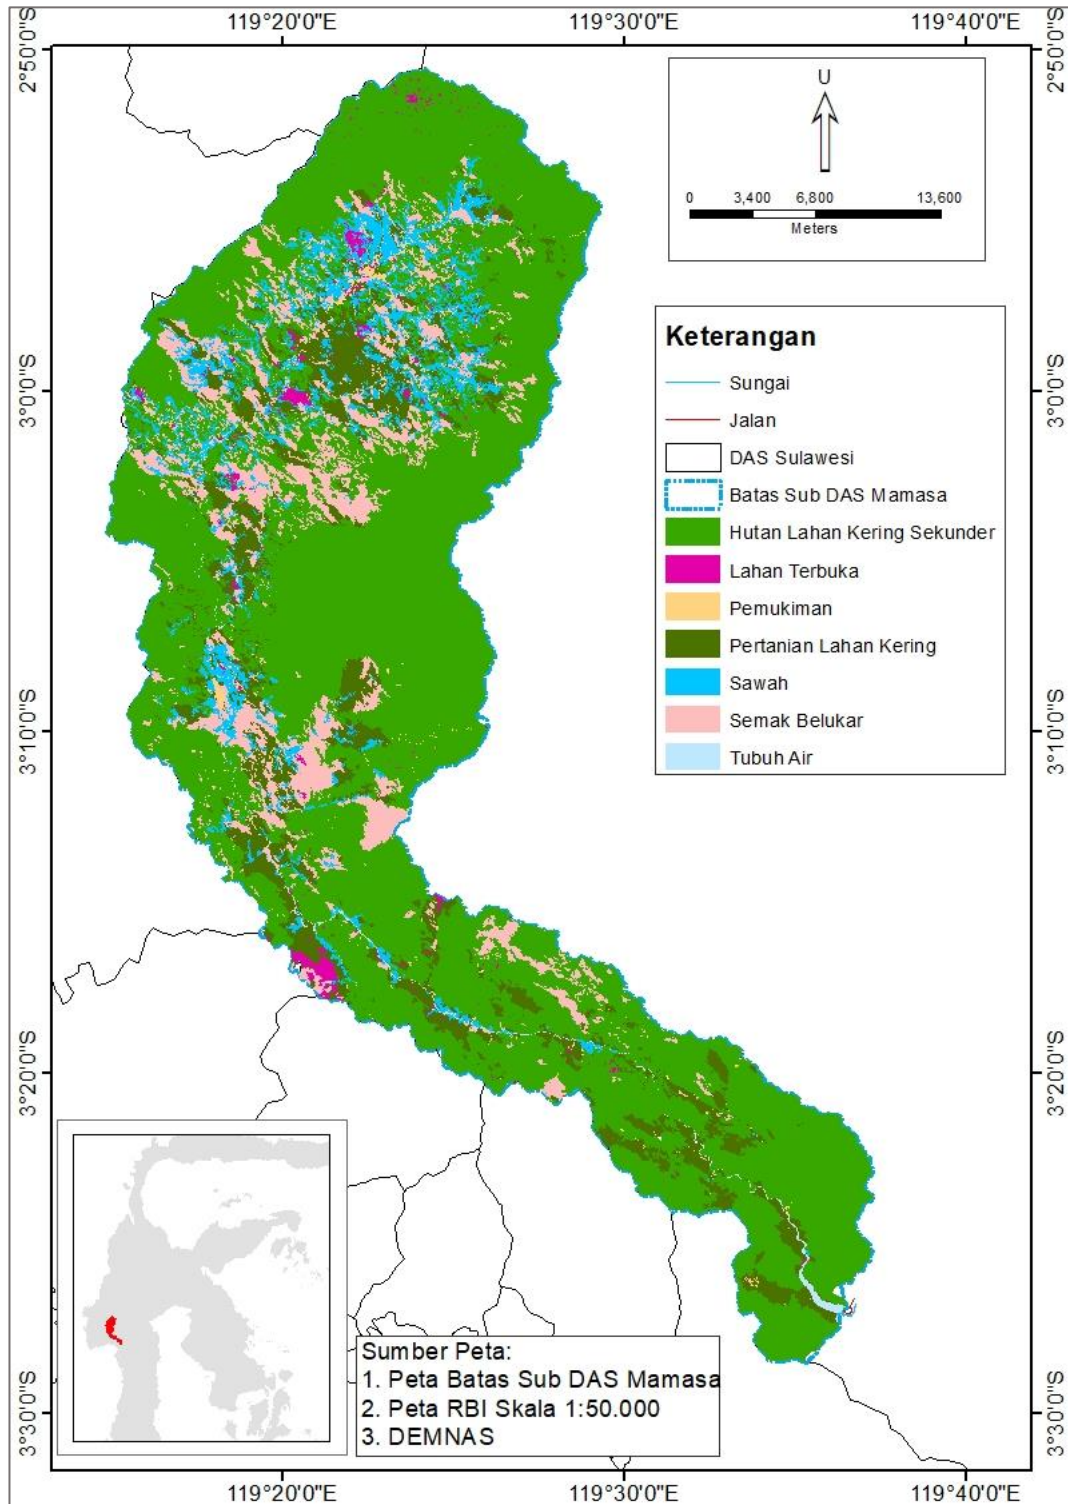 119°20'0"E 119°30'0"E 119°40'0"E
2°50'0"S 2°50'0"S
U
0 3,400 6,800 13,600
Meters
Keterangan
Sungai
Jalan
3°0'0"S 3°0'0"S
DAS Sulawesi
Batas Sub DAS Mamasa
Hutan Lahan Kering Sekunder
Lahan Terbuka
Pemukiman
Pertanian Lahan Kering
Sawah
Semak Belukar
3°10'0"S 3°10'0"S
Tubuh Air
3°20'0"S 3°20'0"S
Sumber Peta:
1. Peta Batas Sub DAS Mamasa
2. Peta RBI Skala 1:50.000
3. DEMNAS
3°30'0"S 3°30'0"S
119°20'0"E 119°30'0"E 119°40'0"E